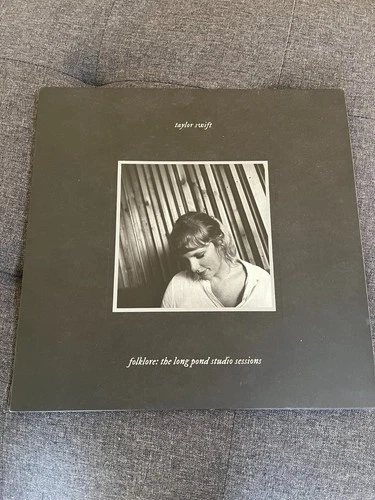 taylor swift
folklore: the long pond studio sessions